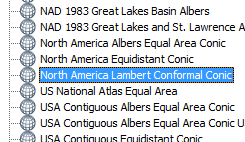 NAD 1983 Great Lakes Basin Albers
NAD 1983 Great Lakes and St. Lawrence A
North America Albers Equal Area Conic
North America Equidistant Conic
North America Lambert Conformal Conic
US National Atlas Equal Area
USA Contiguous Albers Equal Area Conic
USA Contiguous Albers Equal Area Conic U
USA Contiguous Equidistant Conic